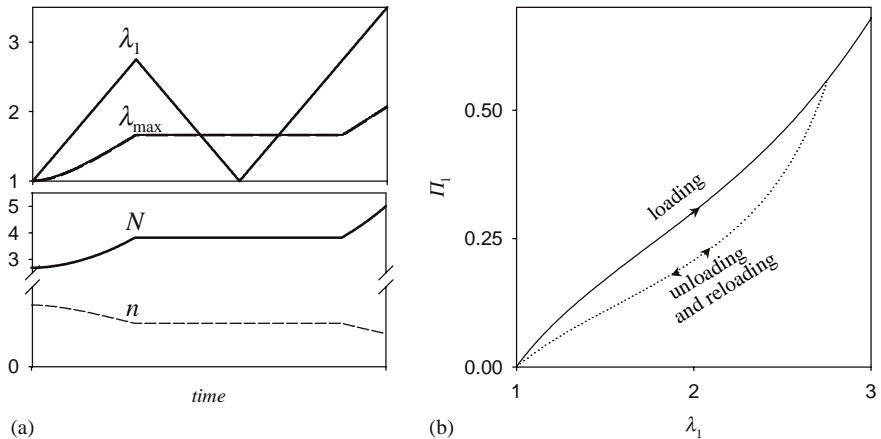 3
2
1
λ₁
λmax
5
4
3
0
N
n
time
(a)
0.50
0.25
0.00
Π₁
loading
unloading
and reloading
1
2
3
λ₁
(b)